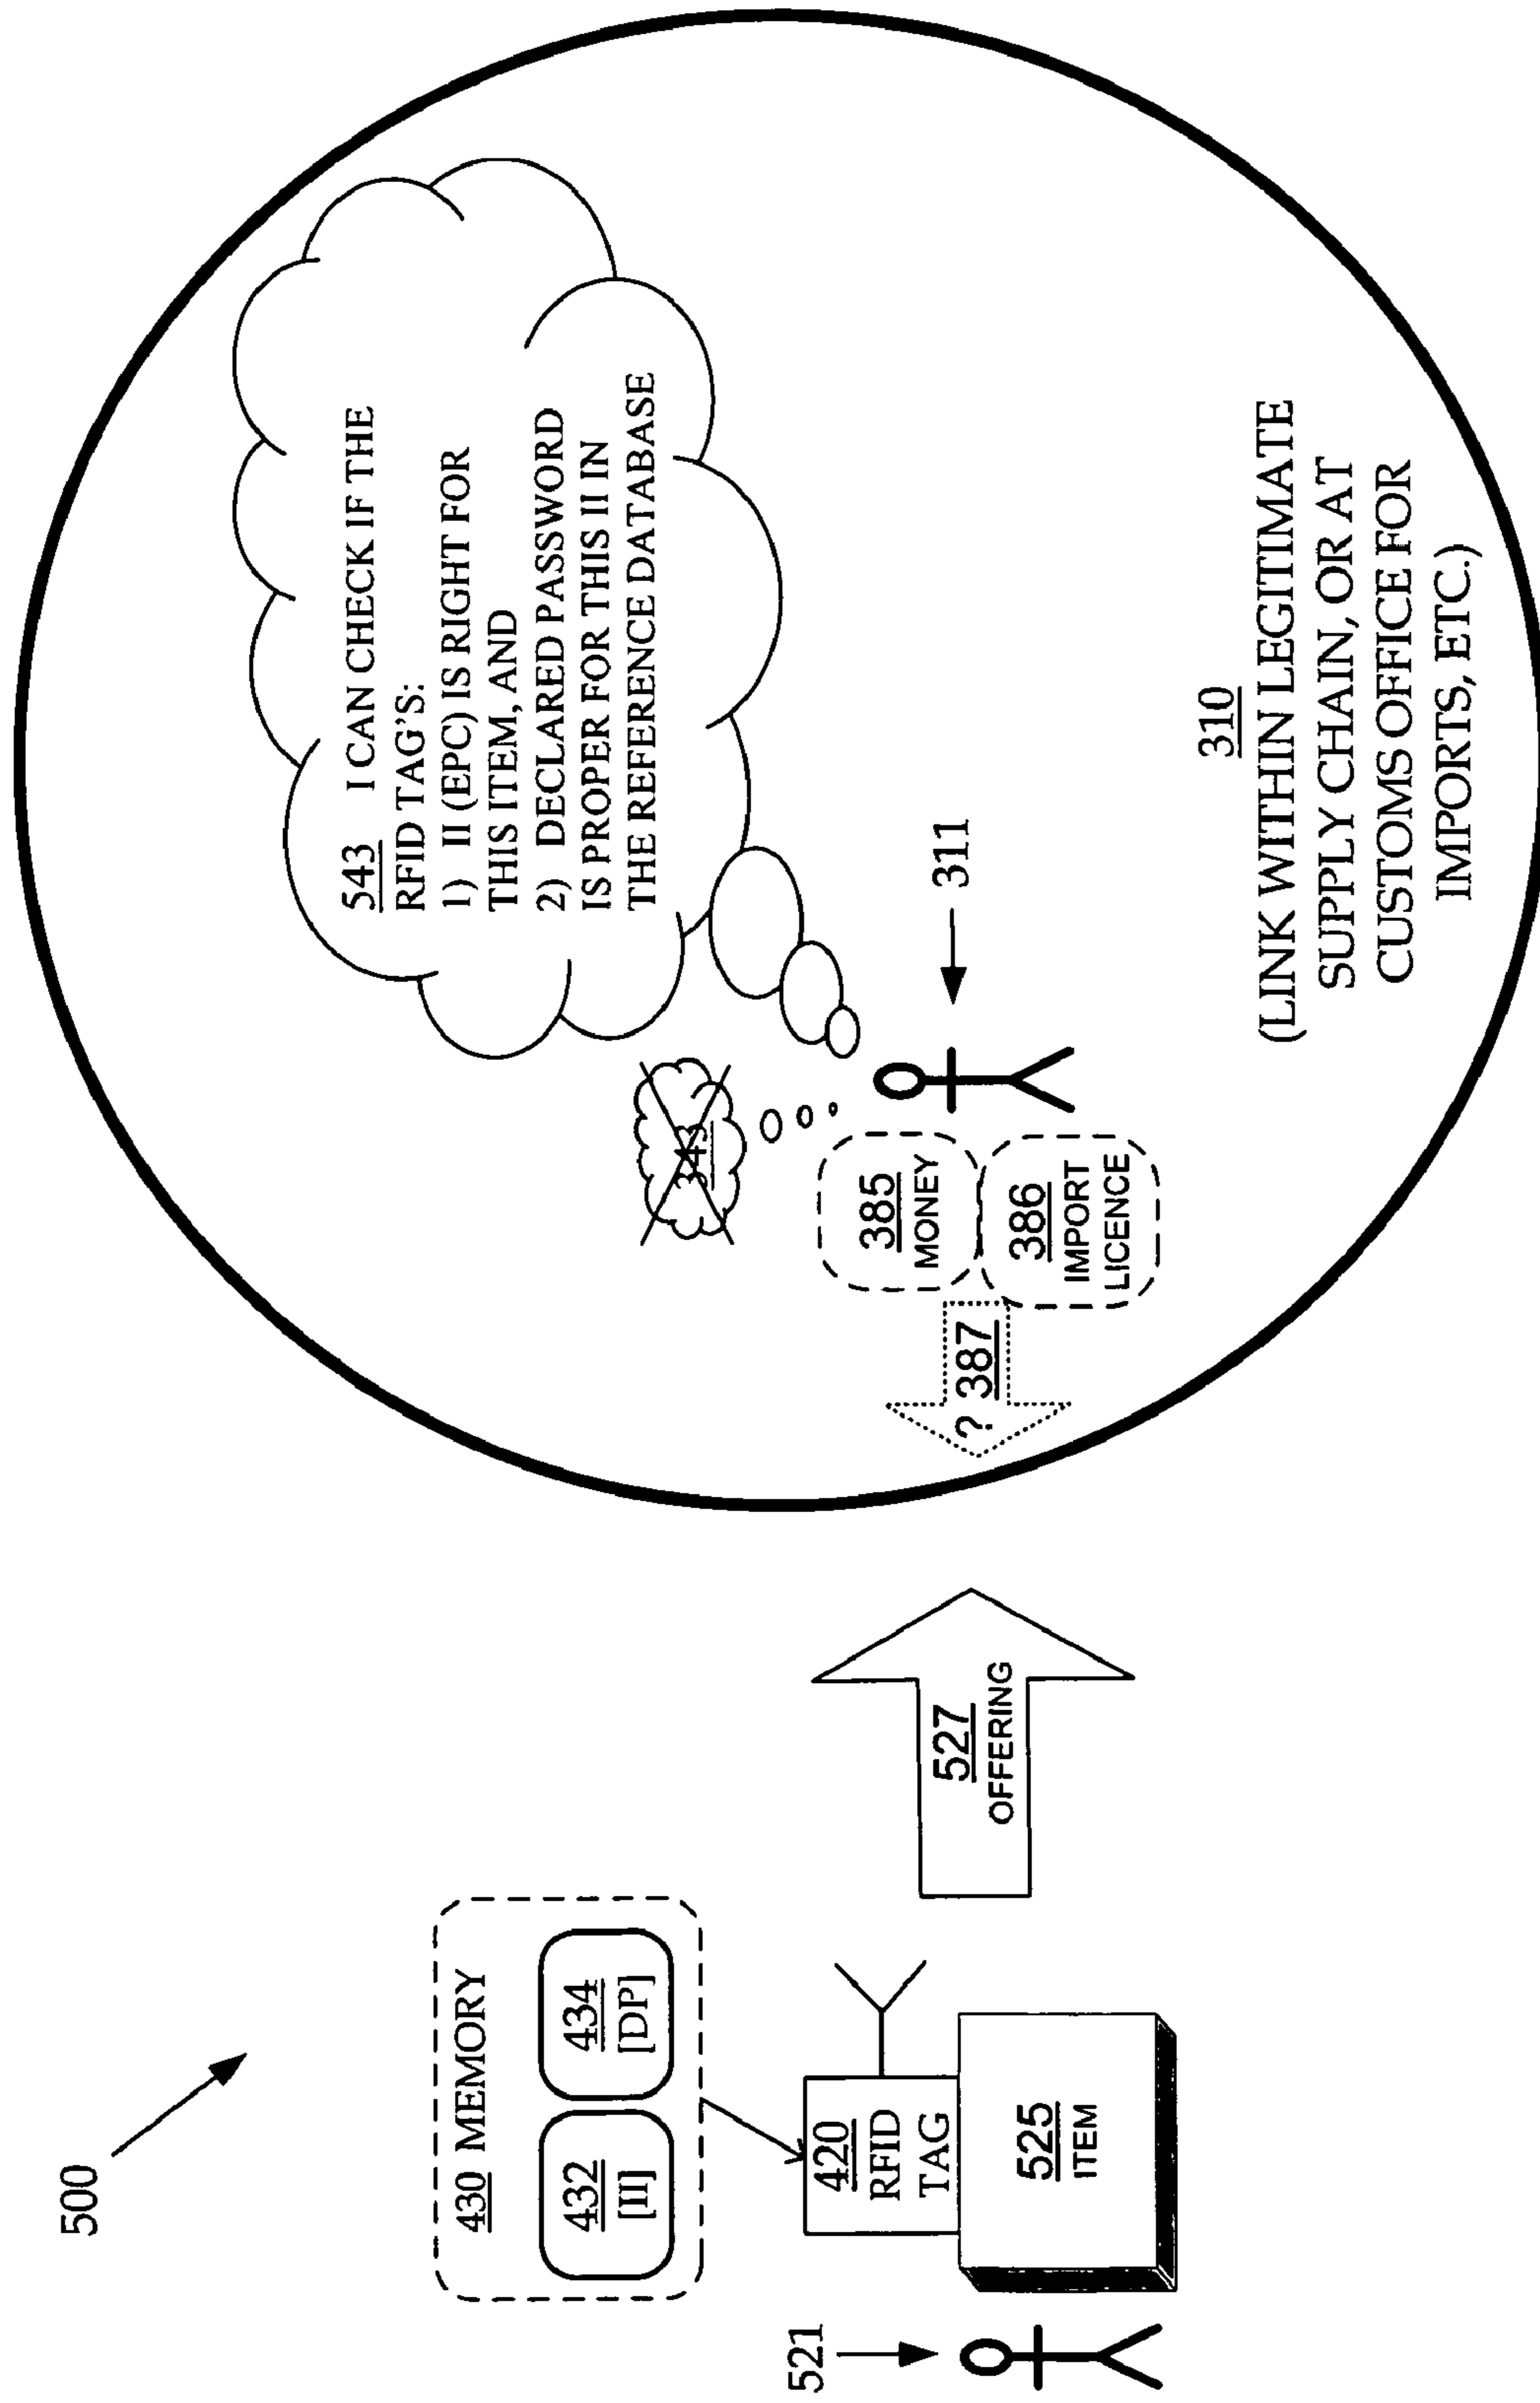 500
430 MEMORY
432
[II]
434
[DP]
420
RFID
TAG
525
ITEM
521
527
OFFERING
543 I CAN CHECK IF THE
RFID TAG'S:
1) II (EPC) IS RIGHT FOR
THIS ITEM, AND
2) DECLARED PASSWORD
IS PROPER FOR THIS II IN
THE REFERENCE DATABASE
343
385
MONEY
386
IMPORT
LICENCE
? 387
311
310
(LINK WITHIN LEGITIMATE
SUPPLY CHAIN, OR AT
CUSTOMS OFFICE FOR
IMPORTS, ETC.)